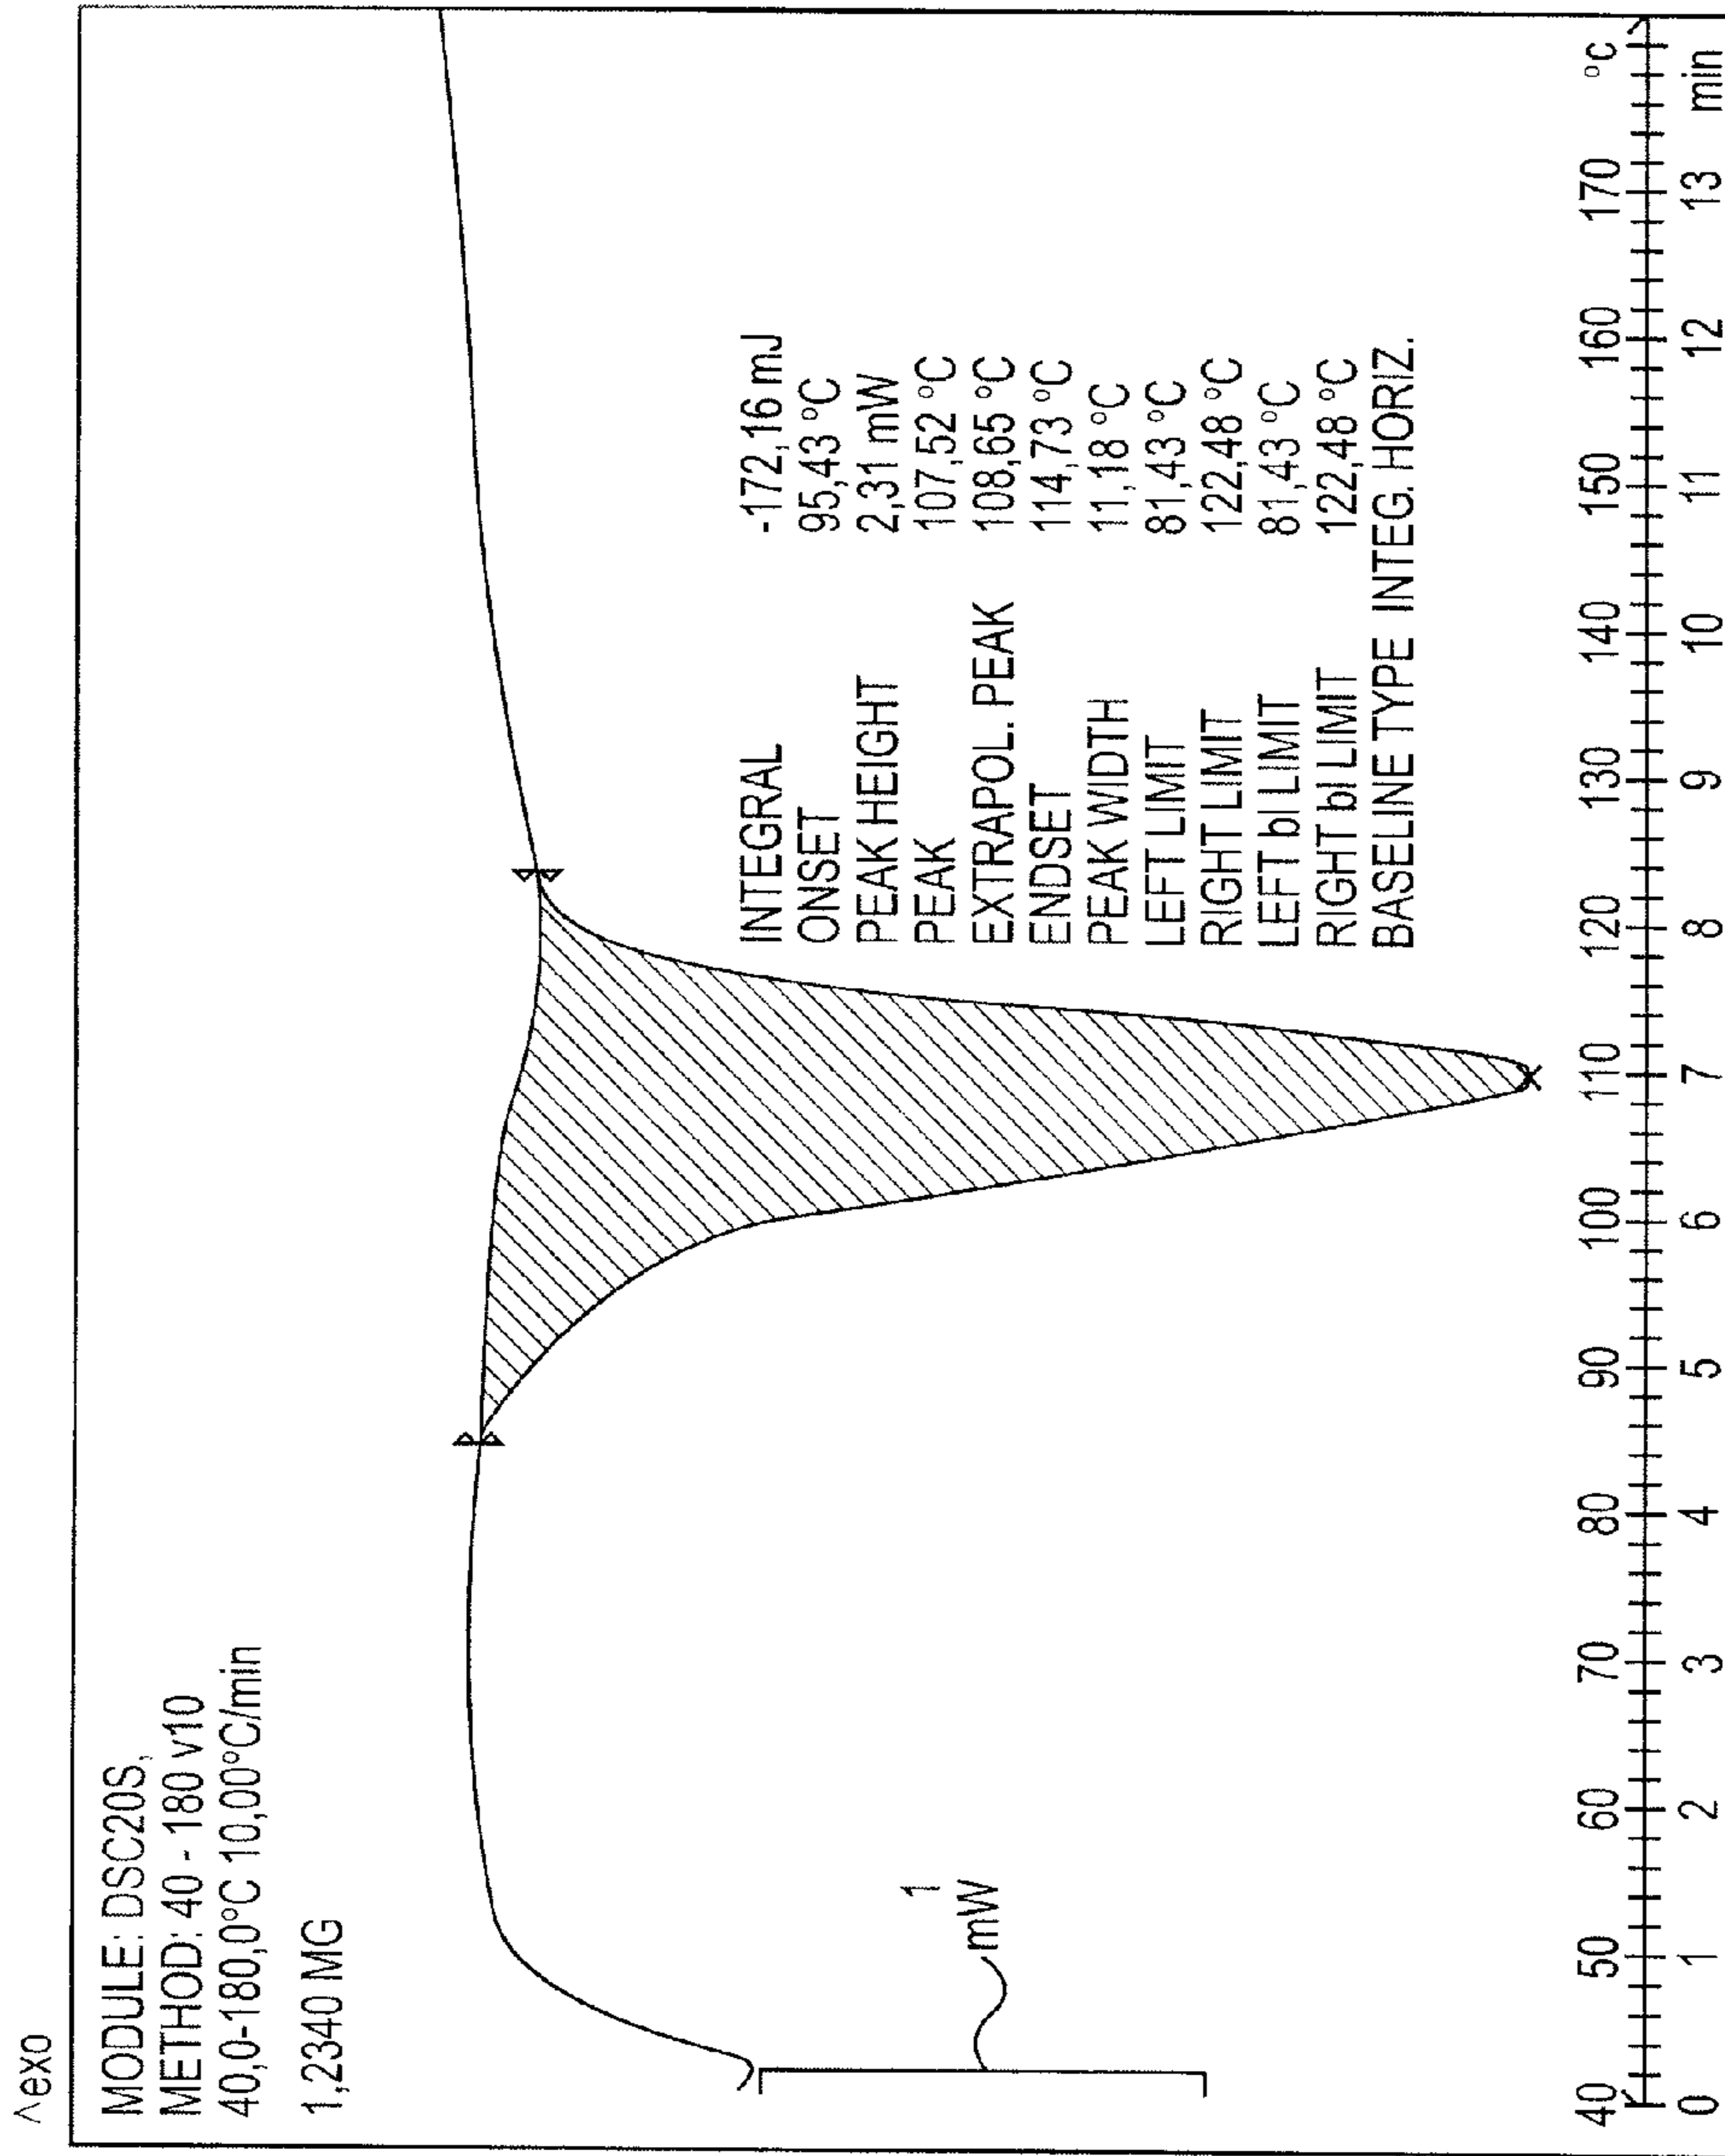 ^exo
MODULE: DSC20S,
METHOD: 40 - 180 v10
40,0-180,0°C 10,00°C/min
1,2340 MG
INTEGRAL -172,16 mJ
ONSET 95,43 °C
PEAK HEIGHT 2,31 mW
PEAK 107,52 °C
EXTRAPOL. PEAK 108,65 °C
ENDSET 114,73 °C
PEAK WIDTH 11,18 °C
LEFT LIMIT 81,43 °C
RIGHT LIMIT 122,48 °C
LEFT bl LIMIT 81,43 °C
RIGHT bl LIMIT 122,48 °C
BASELINE TYPE INTEG. HORIZ.
1
mW
40 50 60 70 80 90 100 110 120 130 140 150 160 170 °C
0 1 2 3 4 5 6 7 8 9 10 11 12 13 min